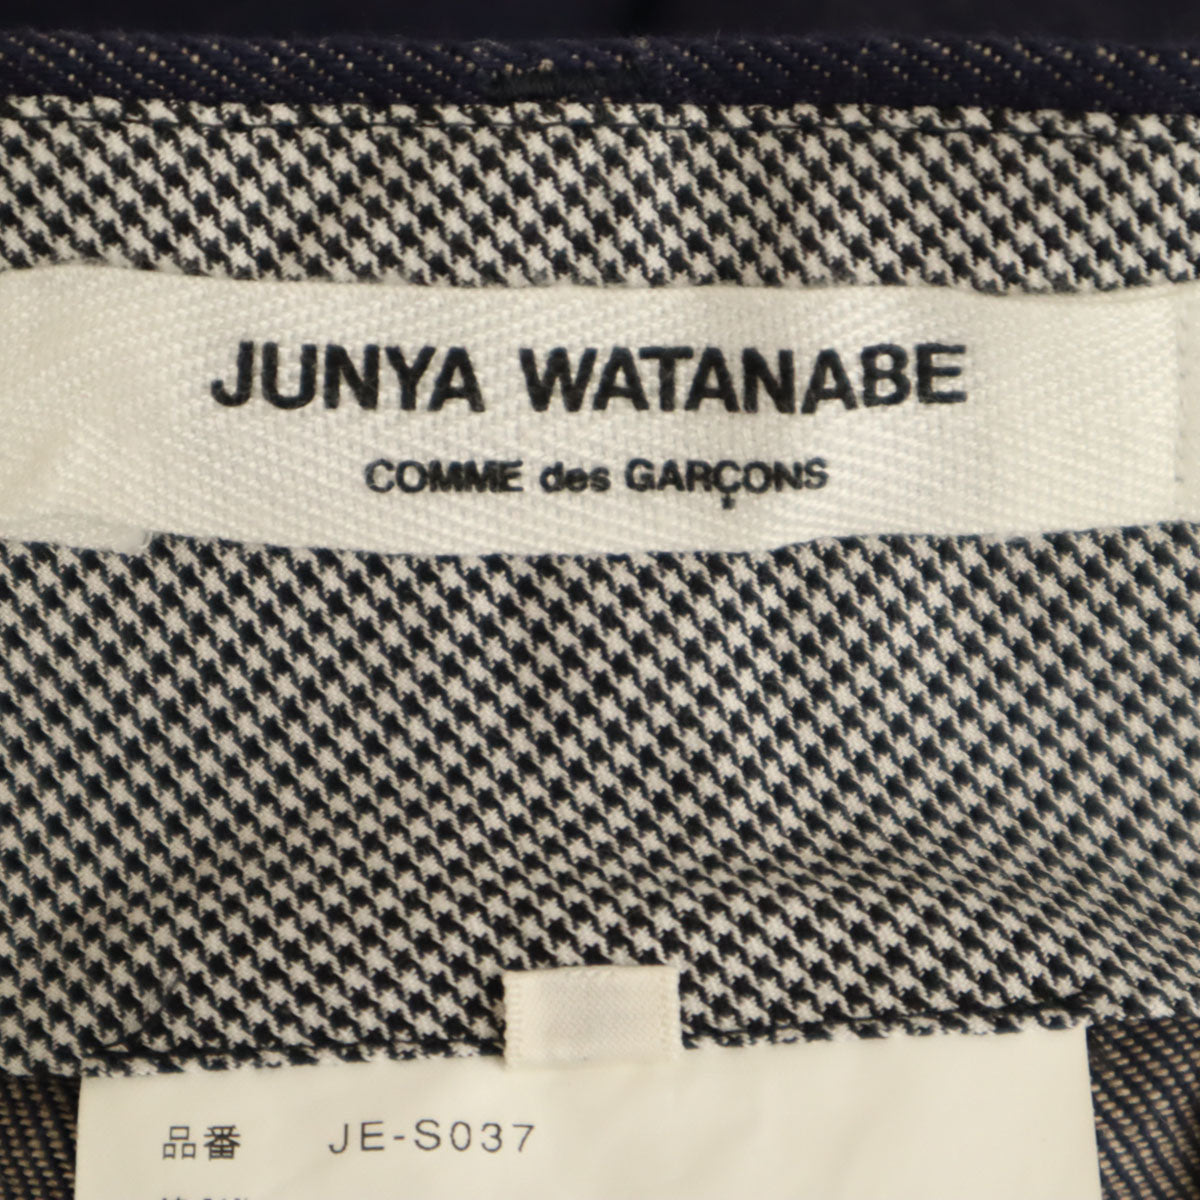 JUNYA WATANABE
COMME des GARÇONS
品番 JE-S037